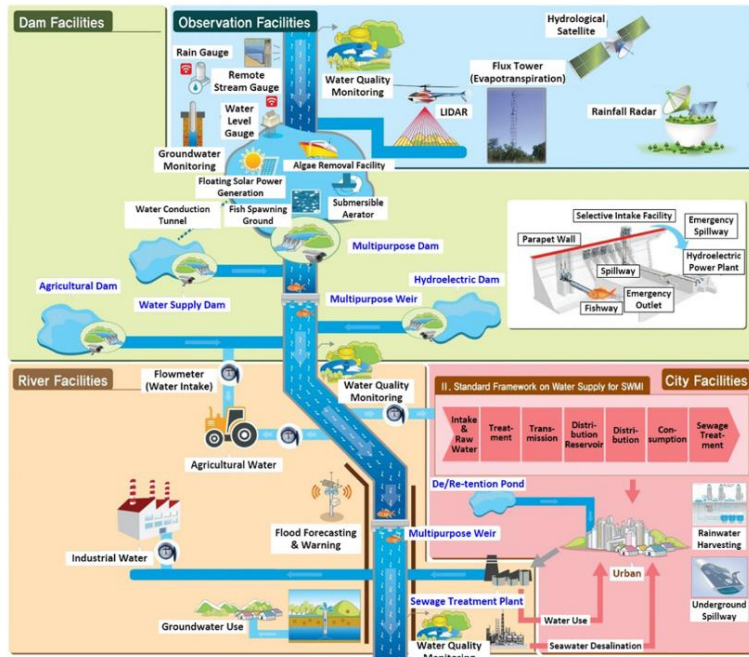 Dam Facilities
Observation Facilities
Rain Gauge
Remote
Stream Gauge
Water
Level
Gauge
Groundwater
Monitoring
Water Quality
Monitoring
LIDAR
Flux Tower
(Evapotranspiration)
Hydrological
Satellite
Rainfall Radar
Algae Removal Facility
Floating Solar Power
Generation
Fish Spawning
Ground
Submersible
Aerator
Water Conduction
Tunnel
Multipurpose Dam
Agricultural Dam
Water Supply Dam
Multipurpose Weir
Hydroelectric Dam
Selective Intake Facility
Emergency
Spillway
Parapet Wall
Hydroelectric
Power Plant
Spillway
Fishway
Emergency
Outlet
River Facilities
Flowmeter
(Water Intake)
Water Quality
Monitoring
Agricultural Water
Flood Forecasting
& Warning
Industrial Water
Multipurpose Weir
Sewage Treatment Plant
Groundwater Use
Water Quality
Monitoring
City Facilities
II. Standard Framework on Water Supply for SWMI
Intake
&
Raw
Water
Treat-
ment
Trans-
mission
Distri-
bution
Reservoir
Distri-
bution
Con-
sumption
Sewage
Treat-
ment
De/Re-tention Pond
Rainwater
Harvesting
Urban
Underground
Spillway
Water Use
Seawater Desalination